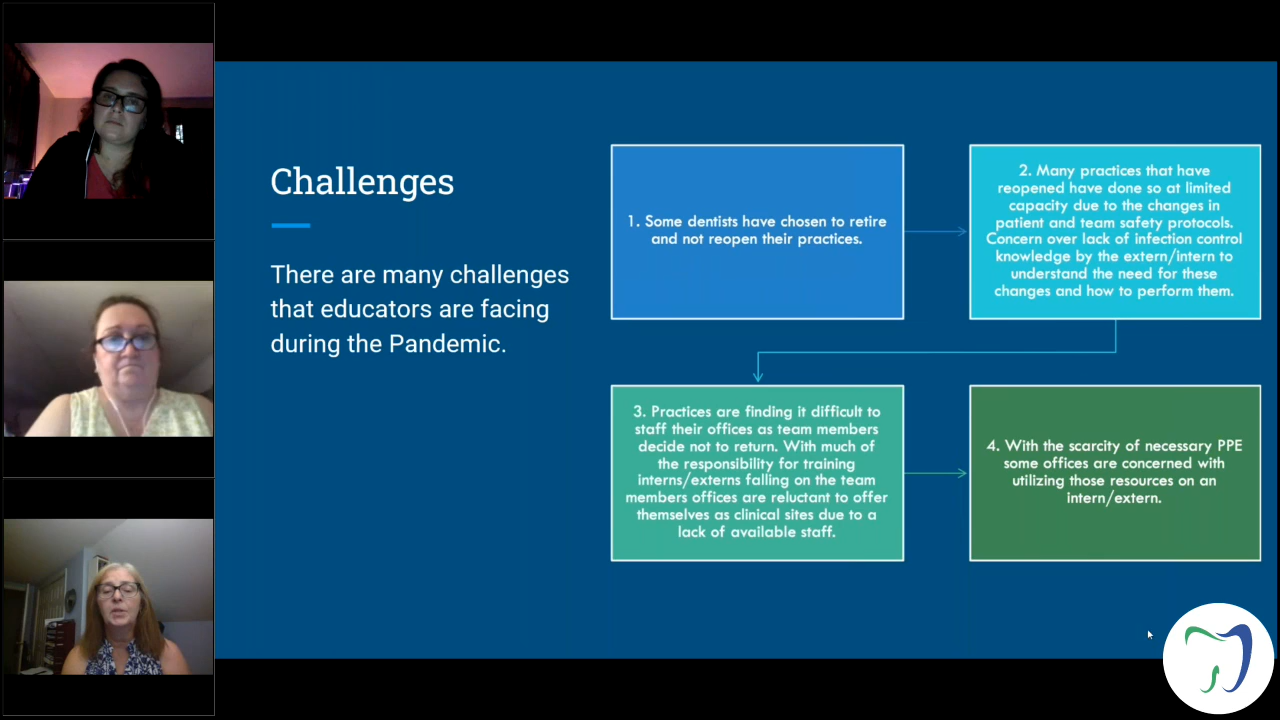 Challenges
There are many challenges
that educators are facing
during the Pandemic.
1. Some dentists have chosen to retire
and not reopen their practices.
2. Many practices that have
reopened have done so at limited
capacity due to the changes in
patient and team safety protocols.
Concern over lack of infection control
knowledge by the extern/intern to
understand the need for these
changes and how to perform them.
3. Practices are finding it difficult to
staff their offices as team members
decide not to return. With much of
the responsibility for training
interns/externs falling on the team
members offices are reluctant to offer
themselves as clinical sites due to a
lack of available staff.
4. With the scarcity of necessary PPE
some offices are concerned with
utilizing those resources on an
intern/extern.